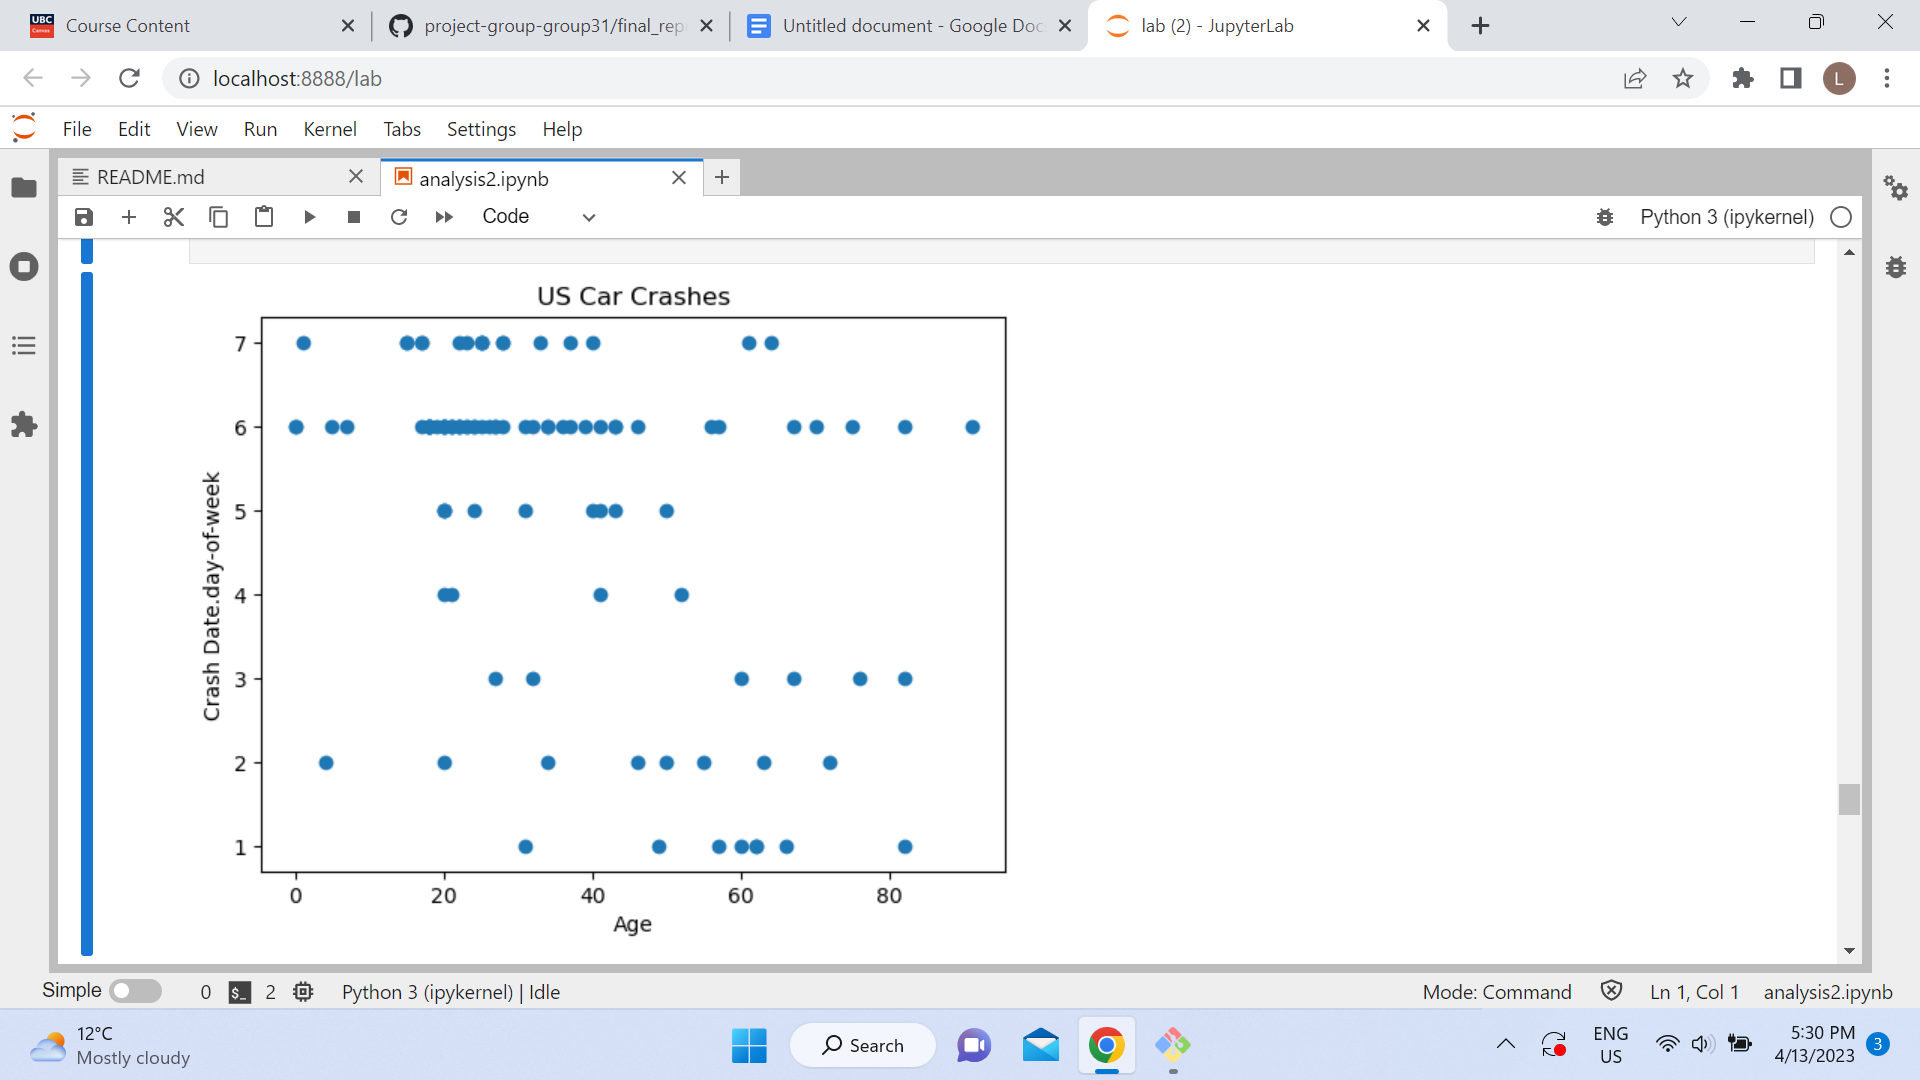 UBC Course Content
project-group-group31/final_rep
Untitled document - Google Doc
lab (2) - JupyterLab
localhost:8888/lab
L
File Edit View Run Kernel Tabs Settings Help
README.md
analysis2.ipynb
Code
Python 3 (ipykernel)
US Car Crashes
7
6
5
4
3
2
1
Crash Date.day-of-week
0 20 40 60 80
Age
Simple 0 $_ 2 Python 3 (ipykernel) | Idle
Mode: Command Ln 1, Col 1 analysis2.ipynb
12°C
Mostly cloudy
Search
ENG
US
5:30 PM
4/13/2023
3